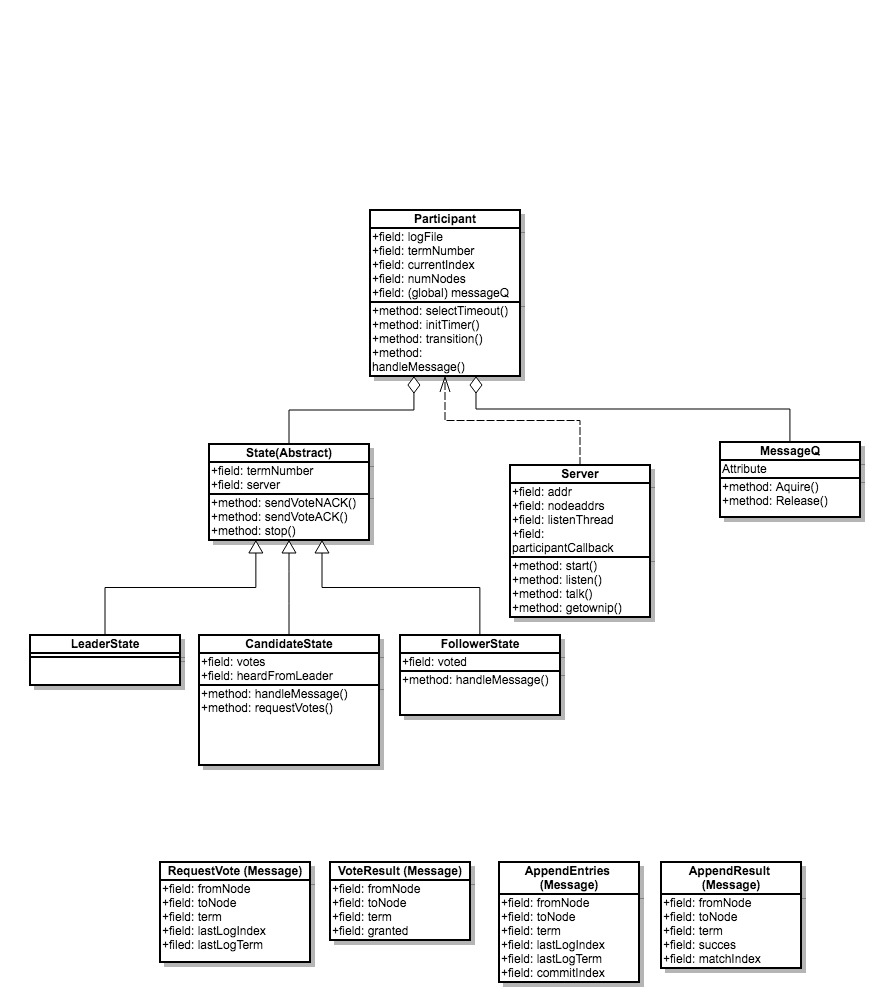 Participant
+field: logFile
+field: termNumber
+field: currentIndex
+field: numNodes
+field: (global) messageQ
+method: selectTimeout()
+method: initTimer()
+method: transition()
+method:
handleMessage()
State(Abstract)
+field: termNumber
+field: server
+method: sendVoteNACK()
+method: sendVoteACK()
+method: stop()
Server
+field: addr
+field: nodeaddrs
+field: listenThread
+field:
participantCallback
+method: start()
+method: listen()
+method: talk()
+method: getownip()
MessageQ
Attribute
+method: Aquire()
+method: Release()
LeaderState
CandidateState
+field: votes
+field: heardFromLeader
+method: handleMessage()
+method: requestVotes()
FollowerState
+field: voted
+method: handleMessage()
RequestVote (Message)
+field: fromNode
+field: toNode
+field: term
+field: lastLogIndex
+filed: lastLogTerm
VoteResult (Message)
+field: fromNode
+field: toNode
+field: term
+field: granted
AppendEntries
(Message)
+field: fromNode
+field: toNode
+field: term
+field: lastLogIndex
+field: lastLogTerm
+field: commitIndex
AppendResult
(Message)
+field: fromNode
+field: toNode
+field: term
+field: succes
+field: matchIndex